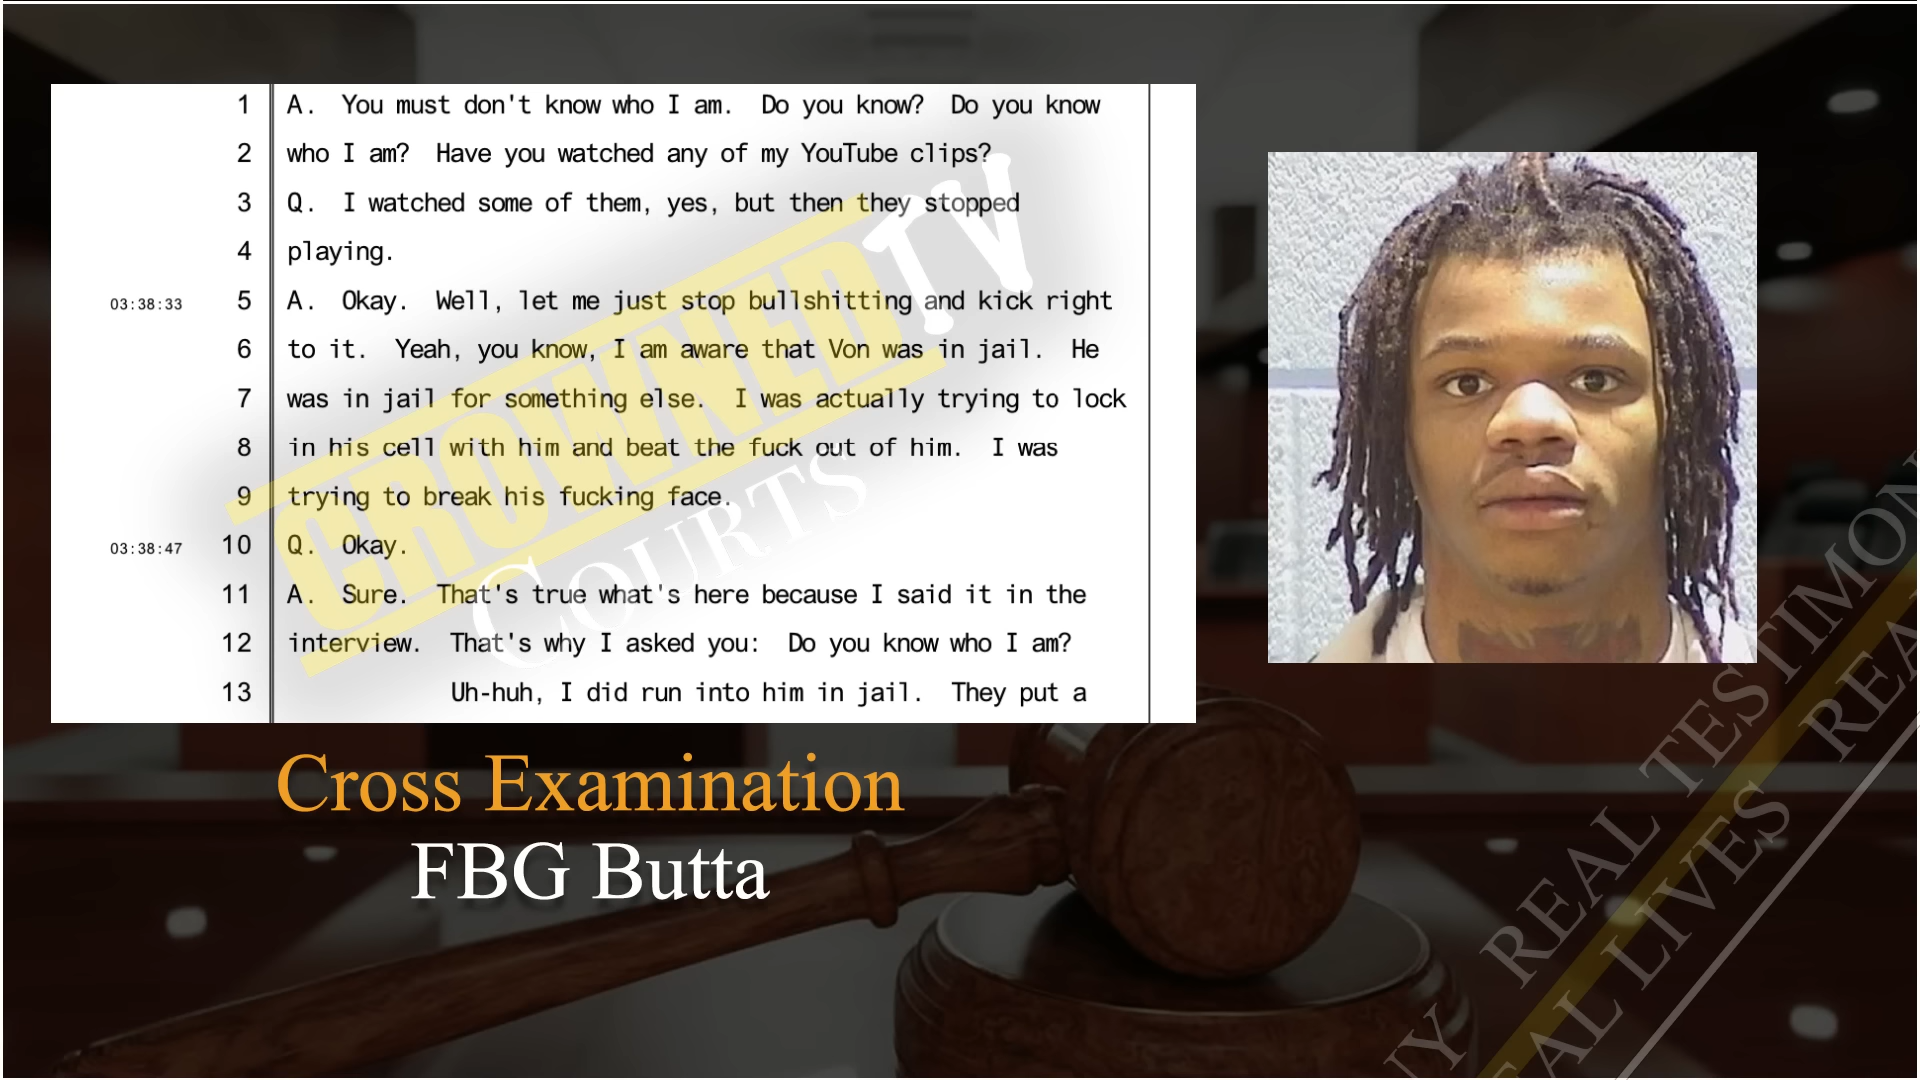 1 A. You must don't know who I am. Do you know? Do you know
2 who I am? Have you watched any of my YouTube clips?
3 Q. I watched some of them, yes, but then they stopped
4 playing.
03:38:33 5 A. Okay. Well, let me just stop bullshitting and kick right
6 to it. Yeah, you know, I am aware that Von was in jail. He
7 was in jail for something else. I was actually trying to lock
8 in his cell with him and beat the fuck out of him. I was
9 trying to break his fucking face.
03:38:47 10 Q. Okay.
11 A. Sure. That's true what's here because I said it in the
12 interview. That's why I asked you: Do you know who I am?
13 Uh-huh, I did run into him in jail. They put a
CROWNED TV
COURTS
Cross Examination
FBG Butta
REAL TESTIMON
LIVES REA